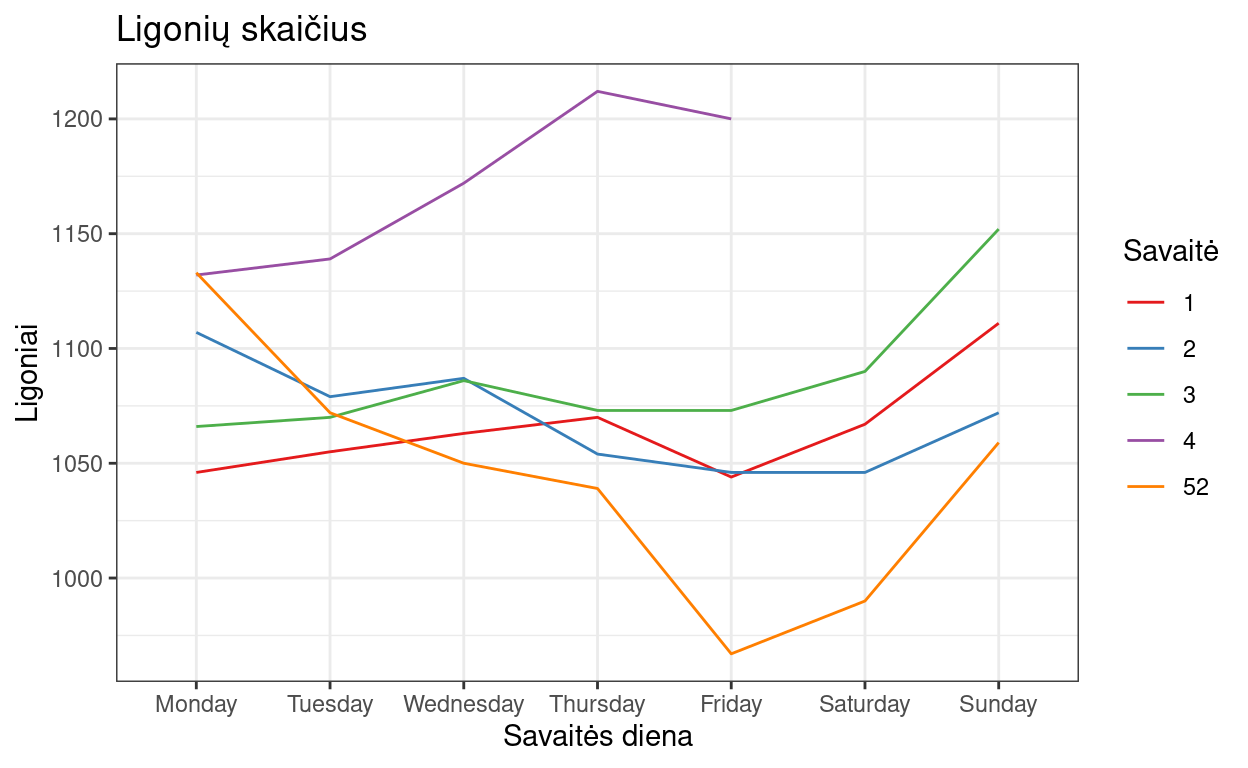 Ligonių skaičius
Ligoniai
1200
1150
1100
1050
1000
Monday Tuesday Wednesday Thursday Friday Saturday Sunday
Savaitės diena
Savaitė
1
2
3
4
52